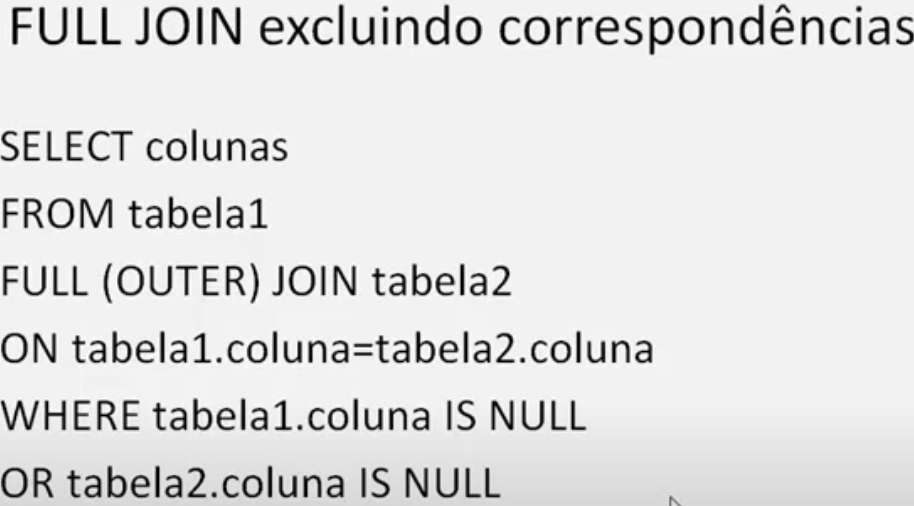 FULL JOIN excluindo correspondências
SELECT colunas
FROM tabela1
FULL (OUTER) JOIN tabela2
ON tabela1.coluna=tabela2.coluna
WHERE tabela1.coluna IS NULL
OR tabela2.coluna IS NULL